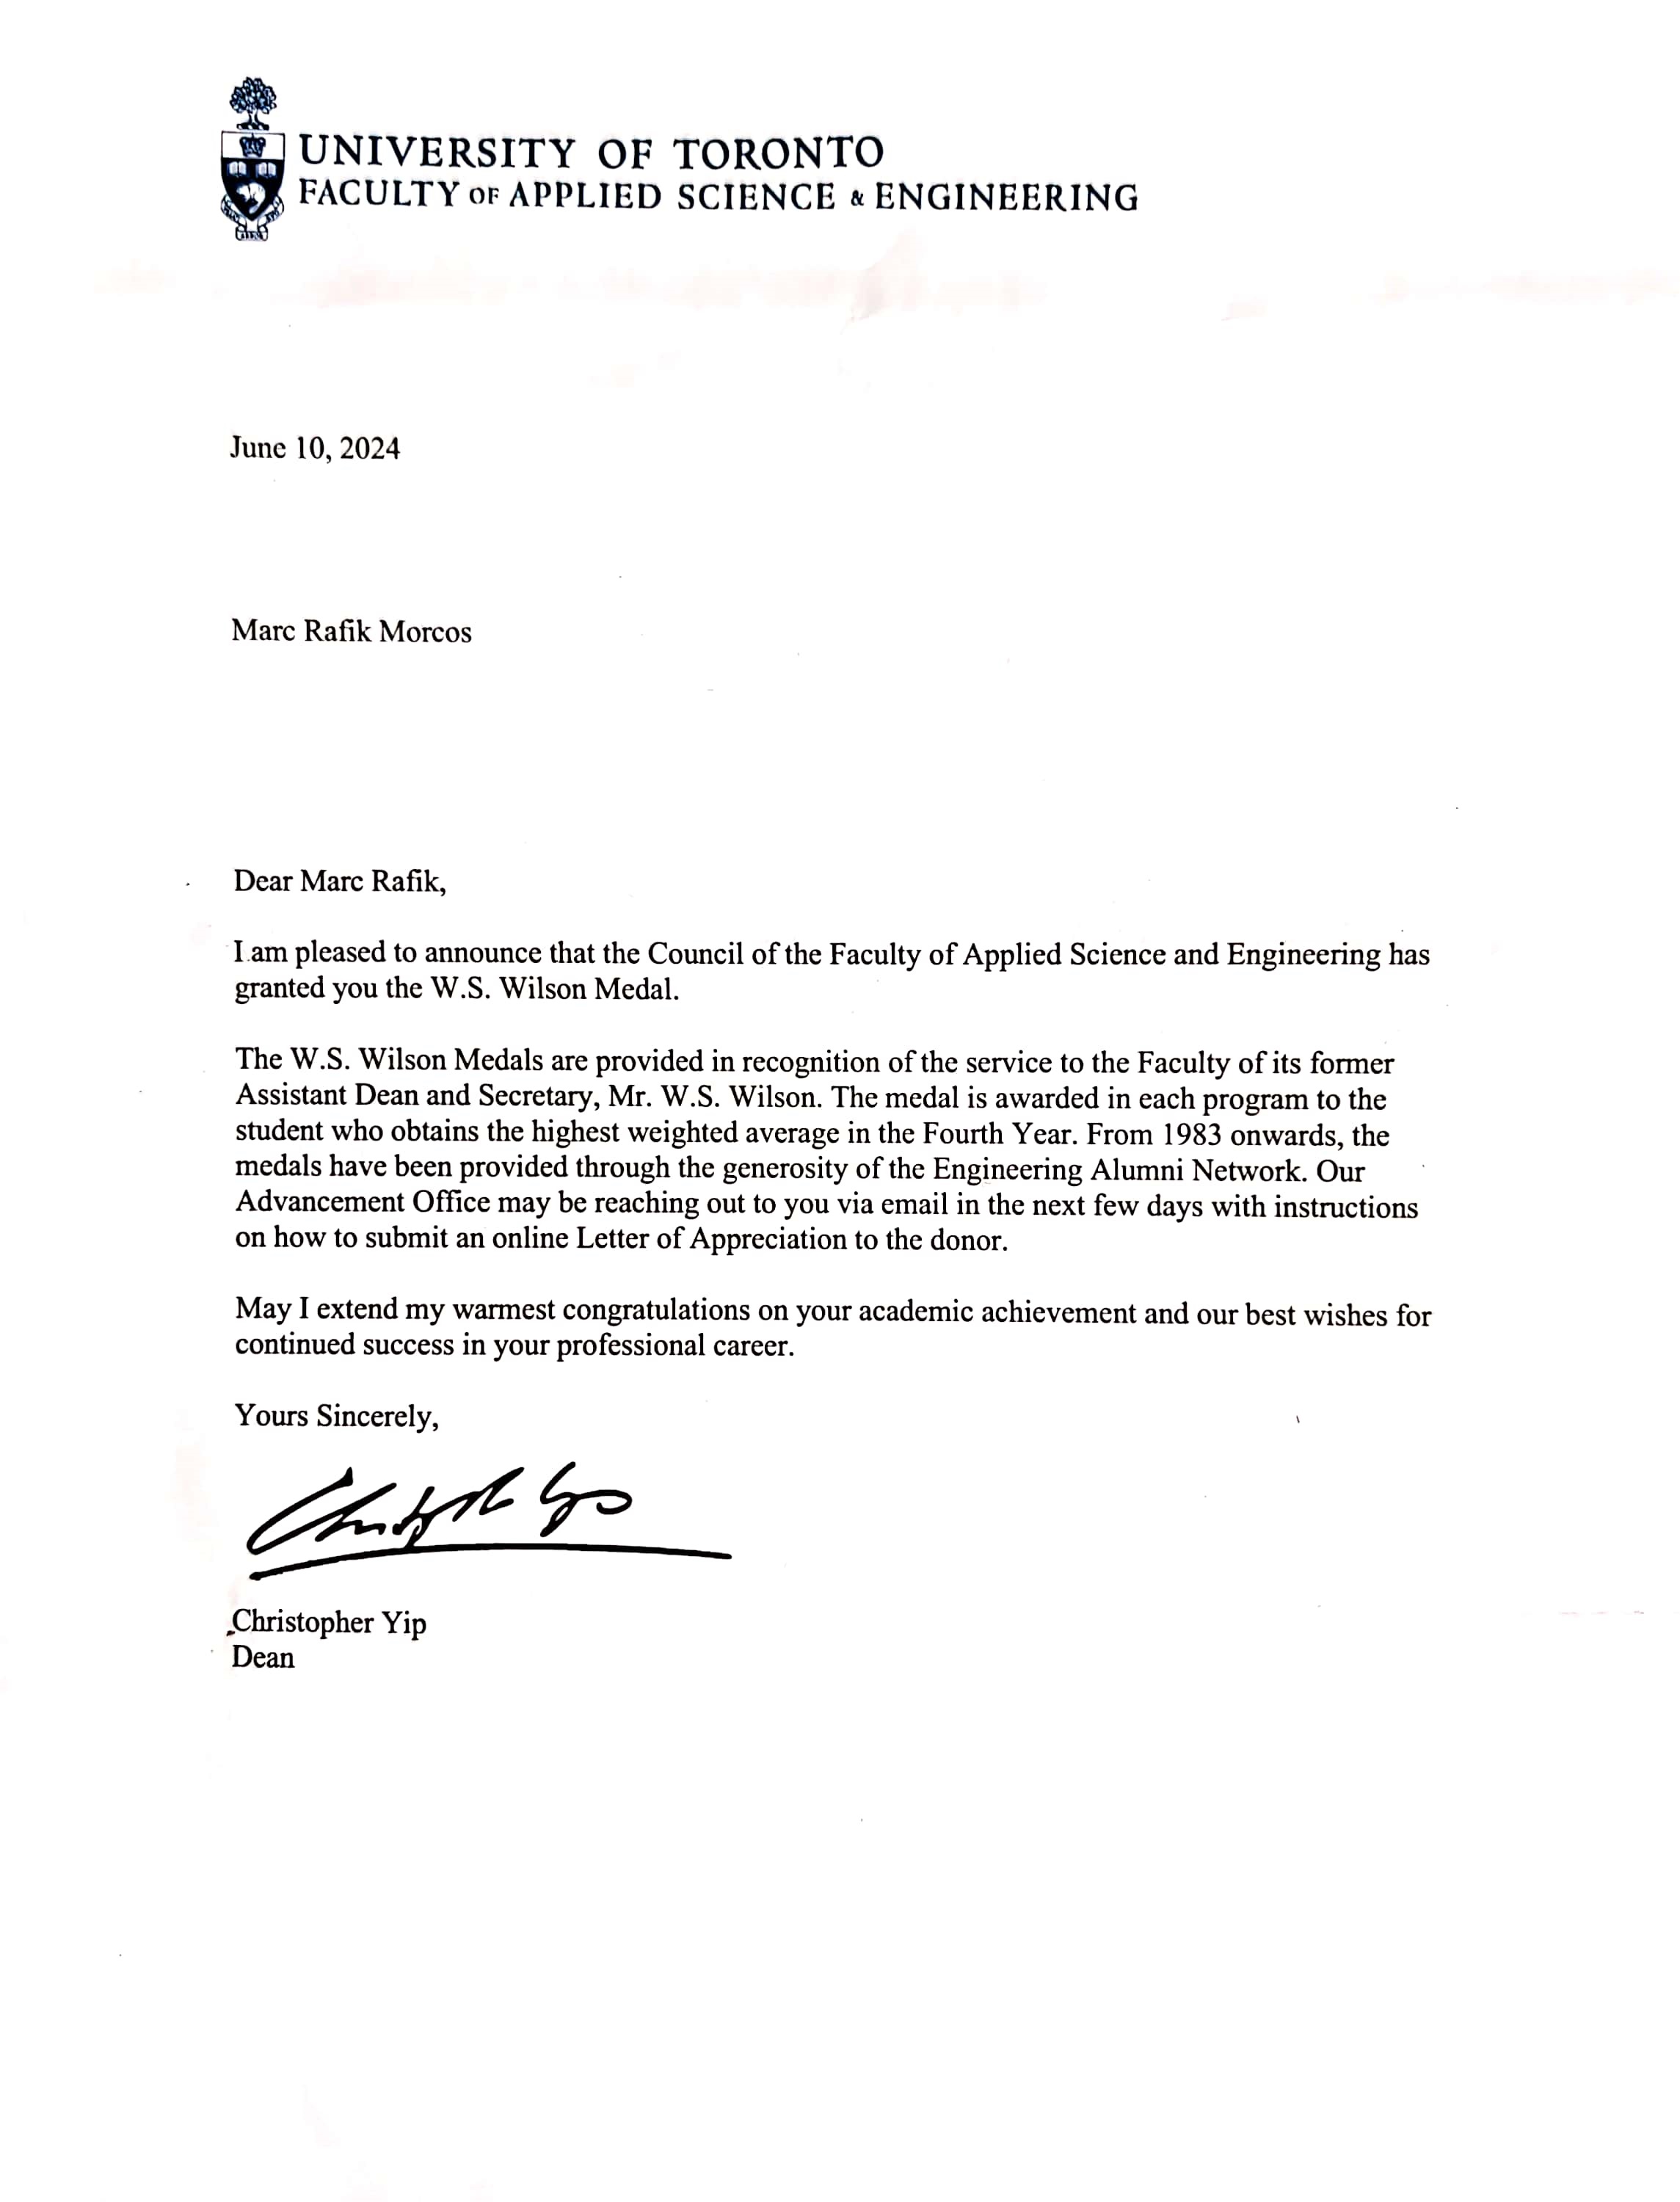 UNIVERSITY OF TORONTO
FACULTY OF APPLIED SCIENCE & ENGINEERING
June 10, 2024
Marc Rafik Morcos
Dear Marc Rafik,
I am pleased to announce that the Council of the Faculty of Applied Science and Engineering has
granted you the W.S. Wilson Medal.
The W.S. Wilson Medals are provided in recognition of the service to the Faculty of its former
Assistant Dean and Secretary, Mr. W.S. Wilson. The medal is awarded in each program to the
student who obtains the highest weighted average in the Fourth Year. From 1983 onwards, the
medals have been provided through the generosity of the Engineering Alumni Network. Our
Advancement Office may be reaching out to you via email in the next few days with instructions
on how to submit an online Letter of Appreciation to the donor.
May I extend my warmest congratulations on your academic achievement and our best wishes for
continued success in your professional career.
Yours Sincerely,
Christopher Yip
Dean